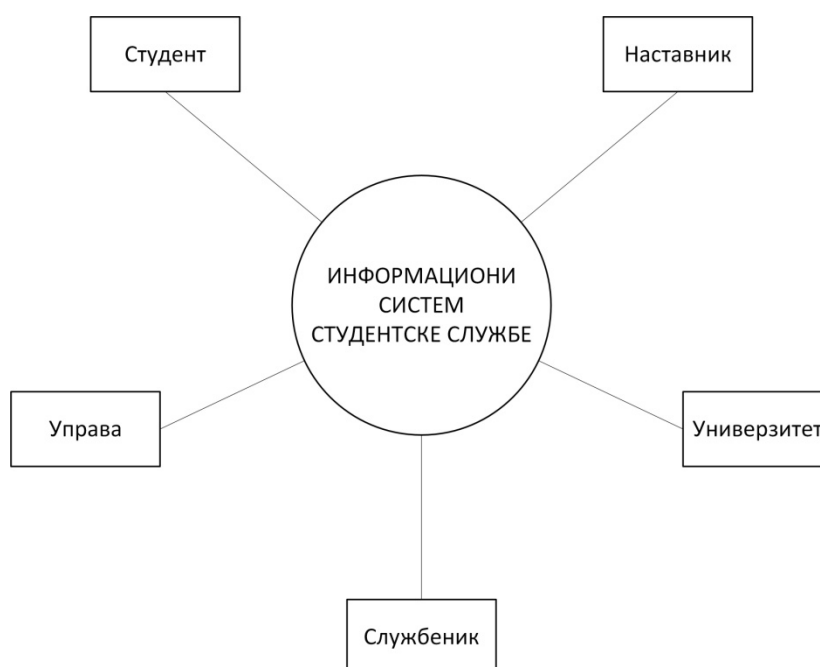 Студент
Наставник
ИНФОРМАЦИОНИ
СИСТЕМ
СТУДЕНТСКЕ СЛУЖБЕ
Управа
Универзитет
Службеник